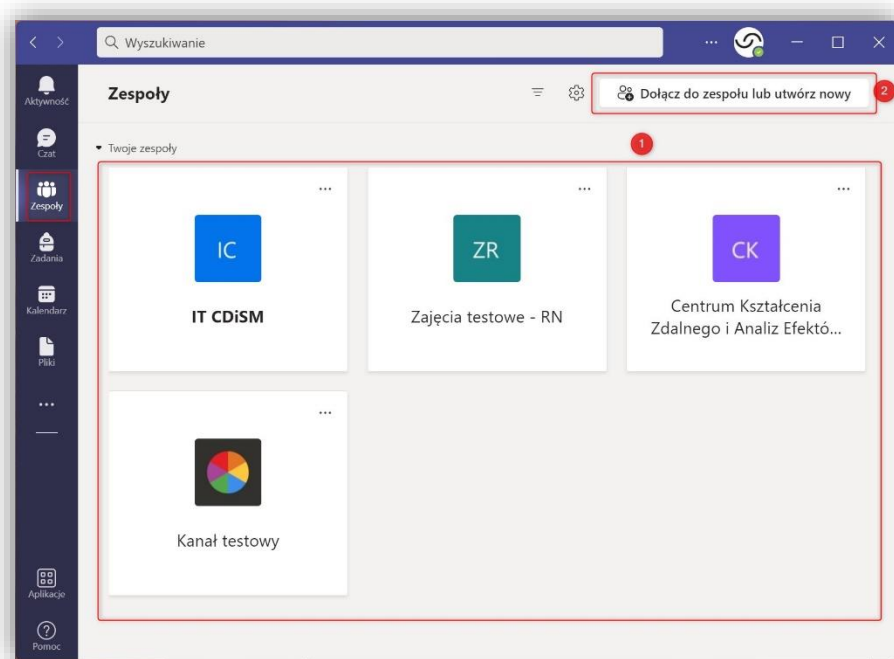 Wyszukiwanie
Aktywność
Czat
Zespoły
Zadania
Kalendarz
Pliki
Aplikacje
Pomoc
Zespoły
Dołącz do zespołu lub utwórz nowy
2
Twoje zespoły
1
IC
IT CDiSM
ZR
Zajęcia testowe - RN
CK
Centrum Kształcenia
Zdalnego i Analiz Efektó...
Kanał testowy